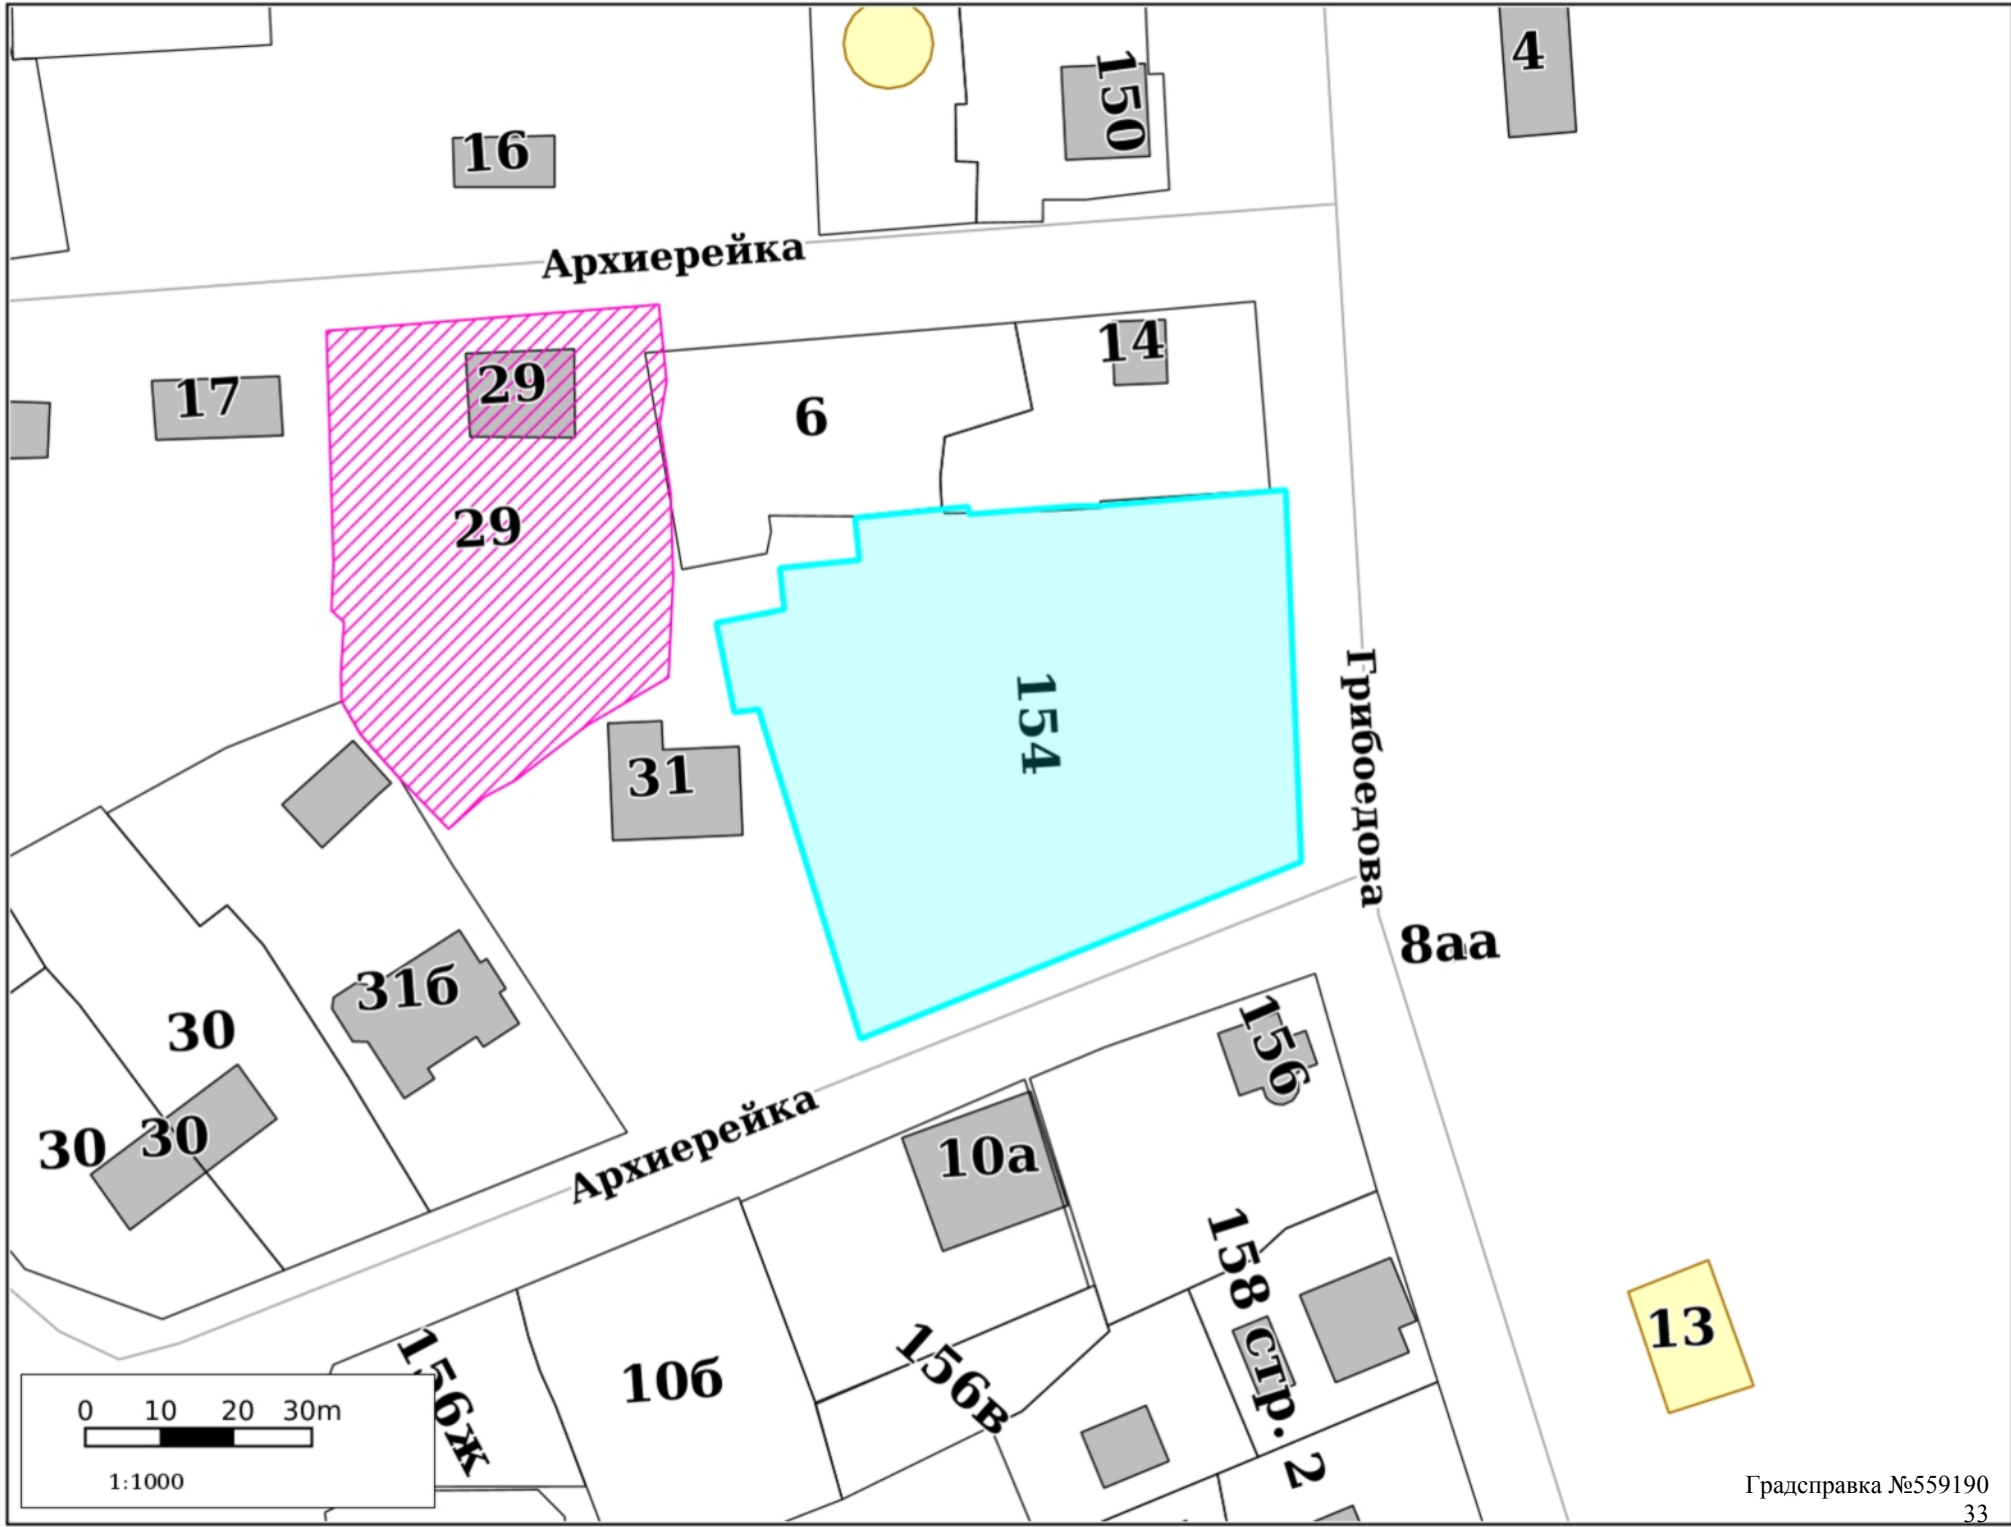 4
150
16
Архиерейка
14
29
17
6
29
154
Грибоедова
31
8аа
31б
156
30
30
30
Архиерейка
10а
158 стр. 2
13
156в
10б
156ж
0 10 20 30m
1:1000
Градсправка №559190
33